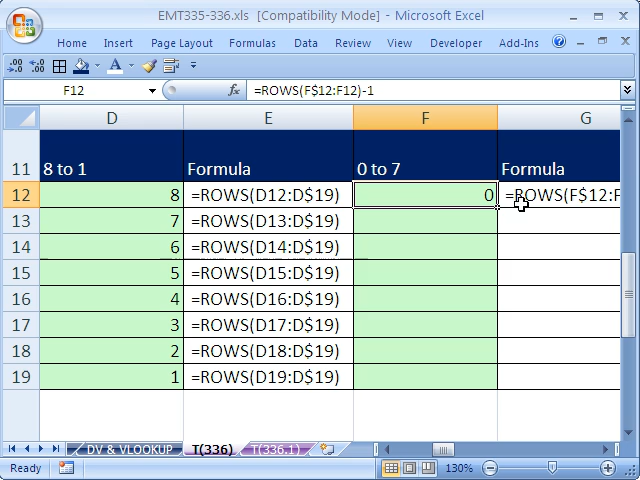 EMT335-336.xls [Compatibility Mode] - Microsoft Excel
Home Insert Page Layout Formulas Data Review View Developer Add-Ins
F12 fx =ROWS(F$12:F12)-1
D E F G
11 8 to 1 Formula 0 to 7 Formula
12 8 =ROWS(D12:D$19) 0 =ROWS(F$12:F
13 7 =ROWS(D13:D$19)
14 6 =ROWS(D14:D$19)
15 5 =ROWS(D15:D$19)
16 4 =ROWS(D16:D$19)
17 3 =ROWS(D17:D$19)
18 2 =ROWS(D18:D$19)
19 1 =ROWS(D19:D$19)
DV & VLOOKUP T(336) T(336,1)
Ready 130%